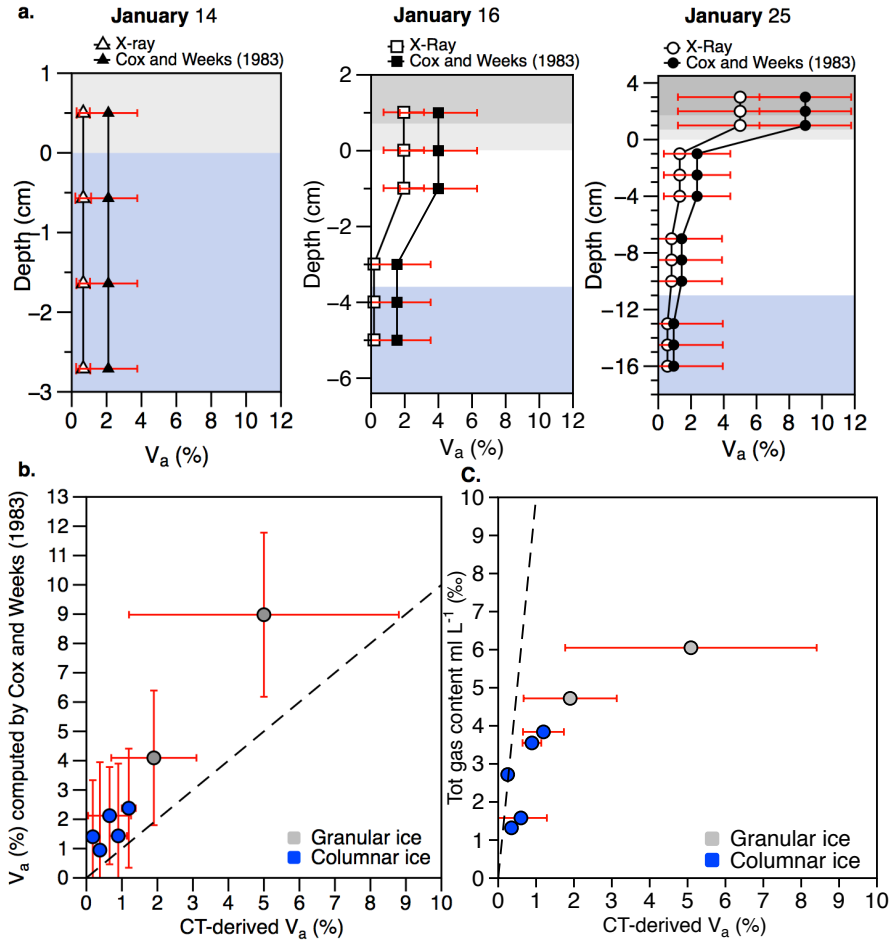 a.
January 14
X-ray
Cox and Weeks (1983)
Depth (cm)
1
0
−1
−2
−3
0 2 4 6 8 10 12
Va (%)
January 16
X-Ray
Cox and Weeks (1983)
Depth (cm)
2
0
−2
−4
−6
0 2 4 6 8 10 12
Va (%)
January 25
X-Ray
Cox and Weeks (1983)
Depth (cm)
4
0
−4
−8
−12
−16
0 2 4 6 8 10 12
Va (%)
b.
Va (%) computed by Cox and Weeks (1983)
13
12
11
10
9
8
7
6
5
4
3
2
1
0
0 1 2 3 4 5 6 7 8 9 10
CT-derived Va (%)
Granular ice
Columnar ice
c.
Tot gas content ml L-1 (‰)
10
9
8
7
6
5
4
3
2
1
0
0 1 2 3 4 5 6 7 8 9 10
CT-derived Va (%)
Granular ice
Columnar ice